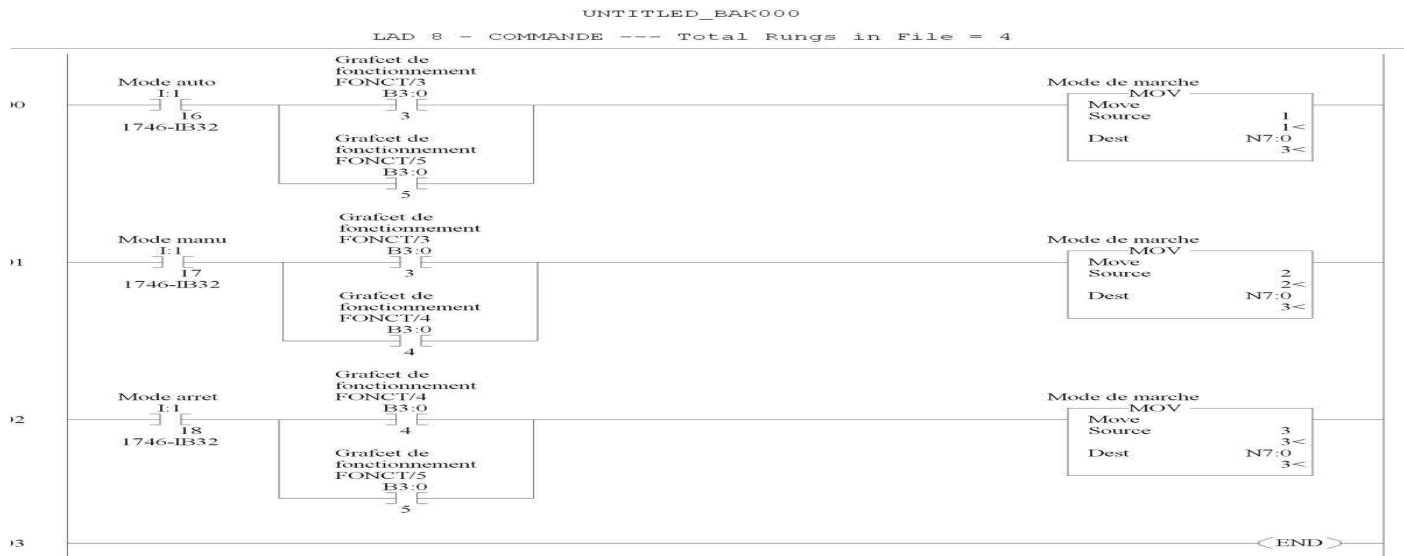 UNTITLED_BAK000
LAD 8 - COMMANDE --- Total Rungs in File = 4
Grafcet de
fonctionnement
Mode auto FONCT/3 Mode de marche
I:1 B3:0 MOV
00 Move
16 3 Source 1
1746-IB32 1<
Grafcet de Dest N7:0
fonctionnement 3<
FONCT/5
B3:0
5
Grafcet de
fonctionnement
Mode manu FONCT/3 Mode de marche
I:1 B3:0 MOV
01 Move
17 3 Source 2
1746-IB32 2<
Grafcet de Dest N7:0
fonctionnement 3<
FONCT/4
B3:0
4
Grafcet de
fonctionnement
Mode arret FONCT/4 Mode de marche
I:1 B3:0 MOV
02 Move
18 4 Source 3
1746-IB32 3<
Grafcet de Dest N7:0
fonctionnement 3<
FONCT/5
B3:0
5
03 END